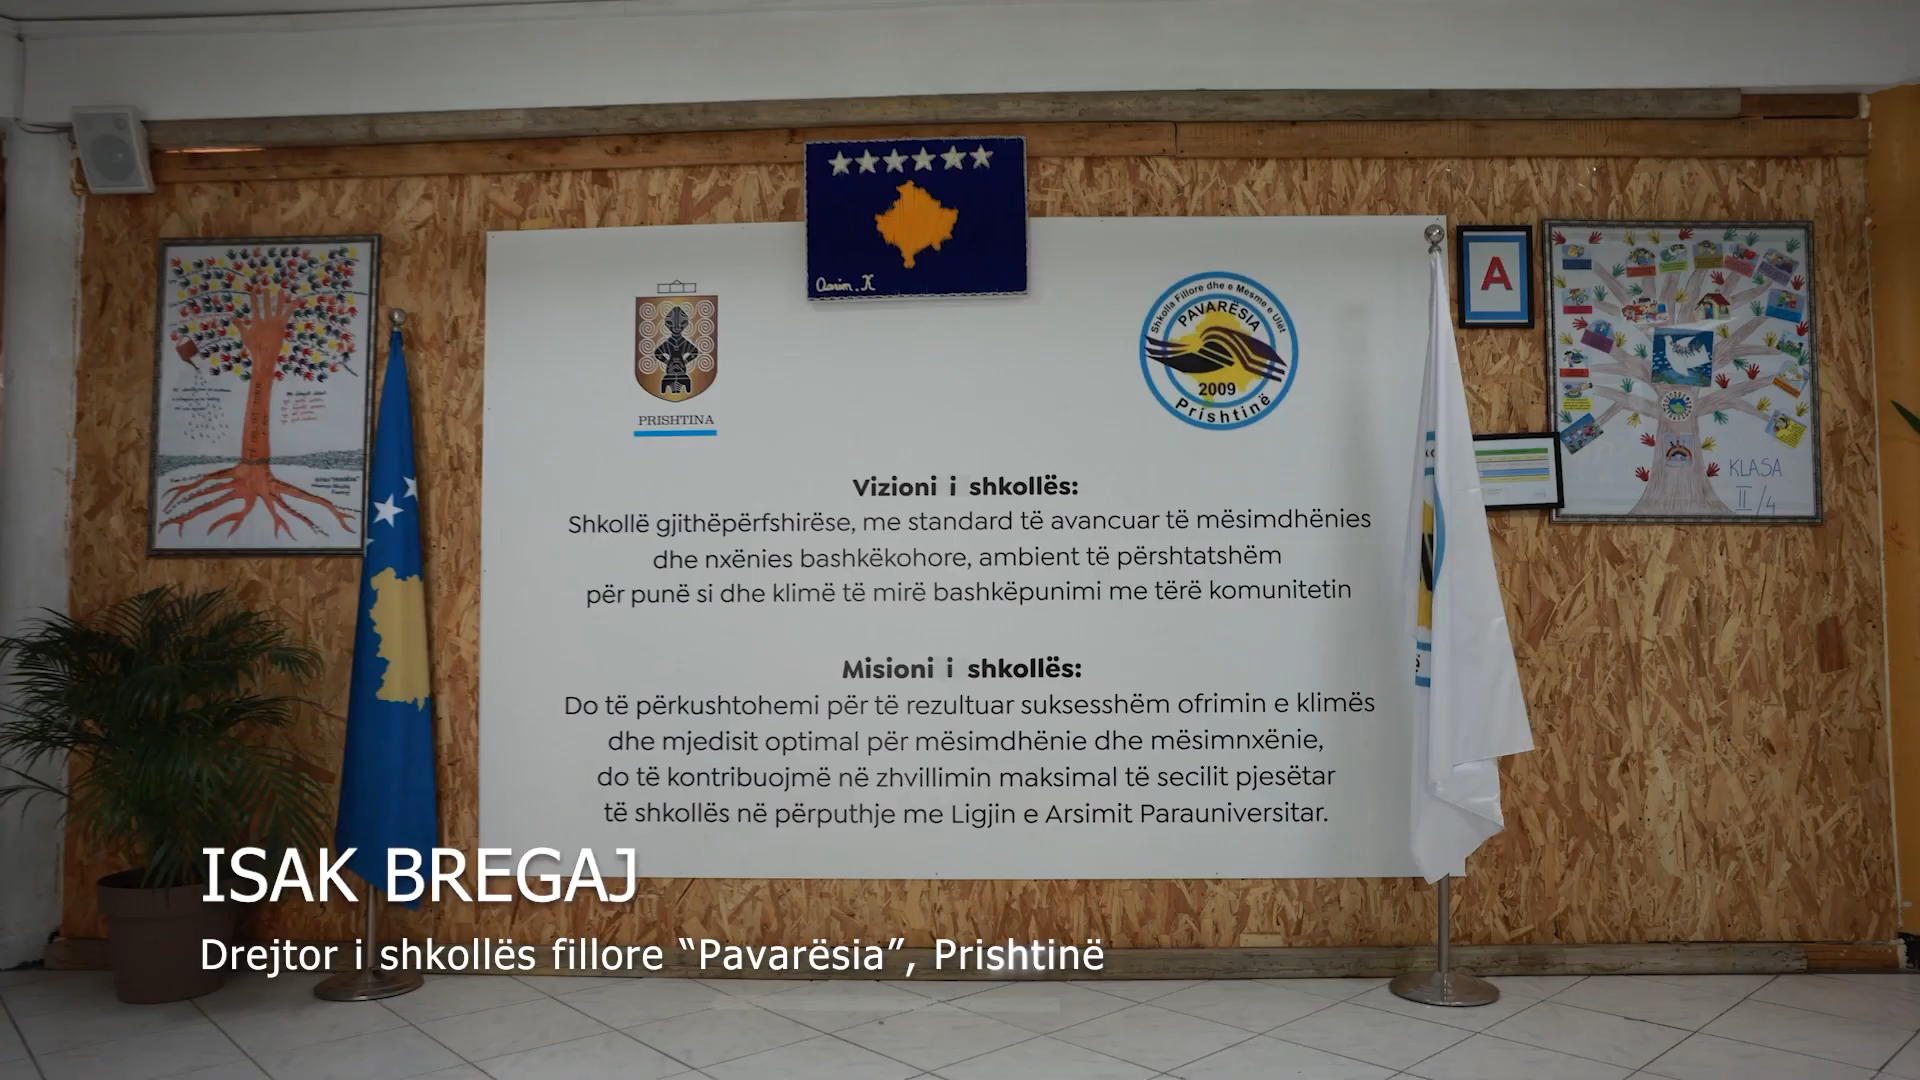 Qarim.K
PRISHTINA
Shkolla Fillore dhe e Mesme e Ulët
PAVARËSIA
2009
Prishtinë
A
Vizioni i shkollës:
Shkollë gjithëpërfshirëse, me standard të avancuar të mësimdhënies
dhe nxënies bashkëkohore, ambient të përshtatshëm
për punë si dhe klimë të mirë bashkëpunimi me tërë komunitetin
KLASA
II/4
Misioni i shkollës:
Do të përkushtohemi për të rezultuar suksesshëm ofrimin e klimës
dhe mjedisit optimal për mësimdhënie dhe mësimnxënie,
do të kontribuojmë në zhvillimin maksimal të secilit pjesëtar
të shkollës në përputhje me Ligjin e Arsimit Parauniversitar.
ISAK BREGAJ
Drejtor i shkollës fillore “Pavarësia”, Prishtinë